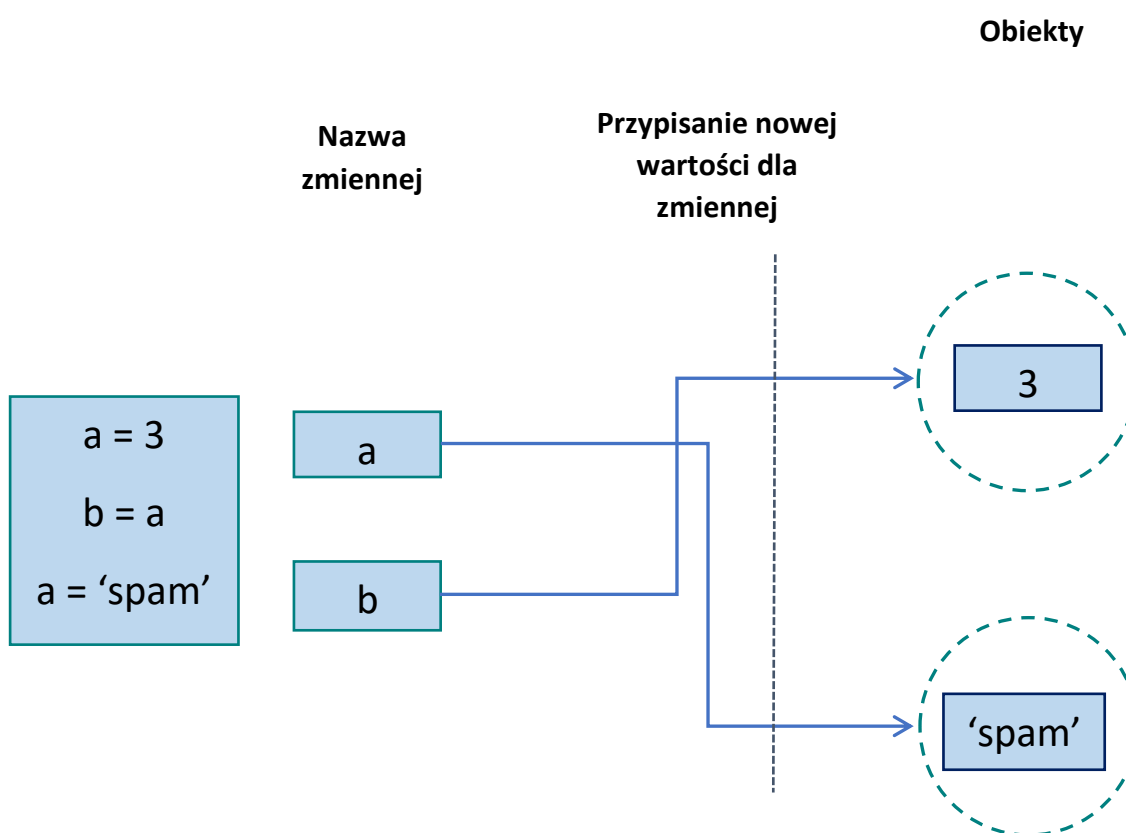 Obiekty
Nazwa
zmiennej
Przypisanie nowej
wartości dla
zmiennej
a = 3
b = a
a = ‘spam’
a
b
3
‘spam’